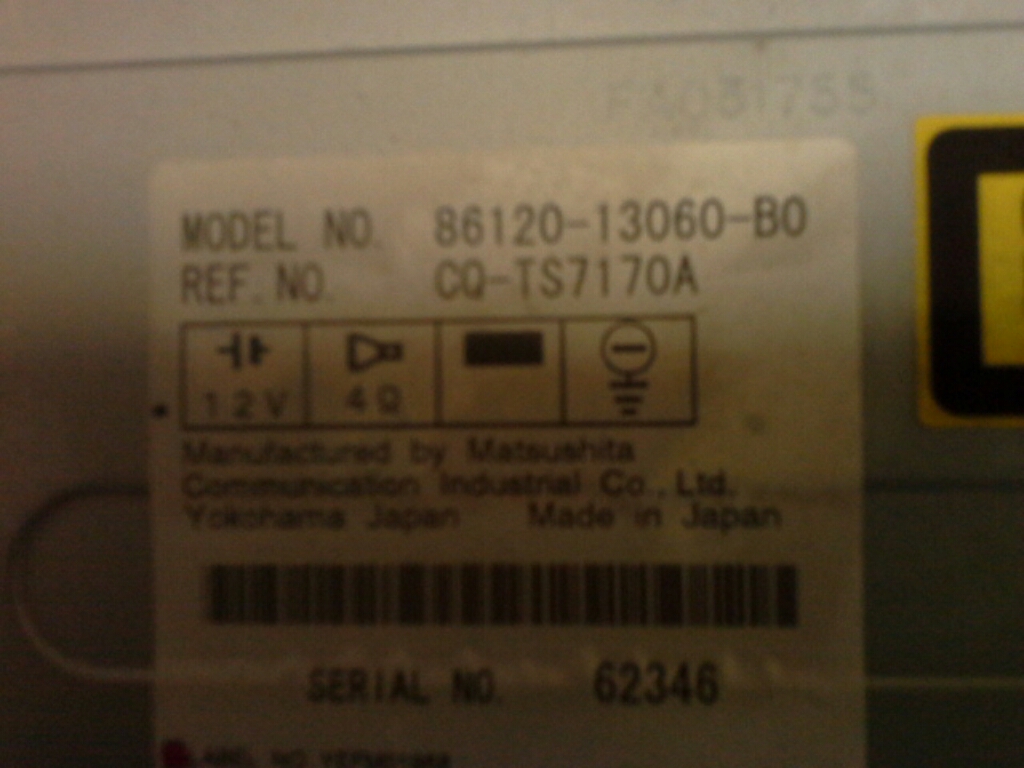 MODEL NO. 86120-13060-B0
REF. NO. CQ-TS7170A
12V 4Ω
Manufactured by Matsushita
Communication Industrial Co., Ltd.
Yokohama Japan Made in Japan
SERIAL NO. 62346